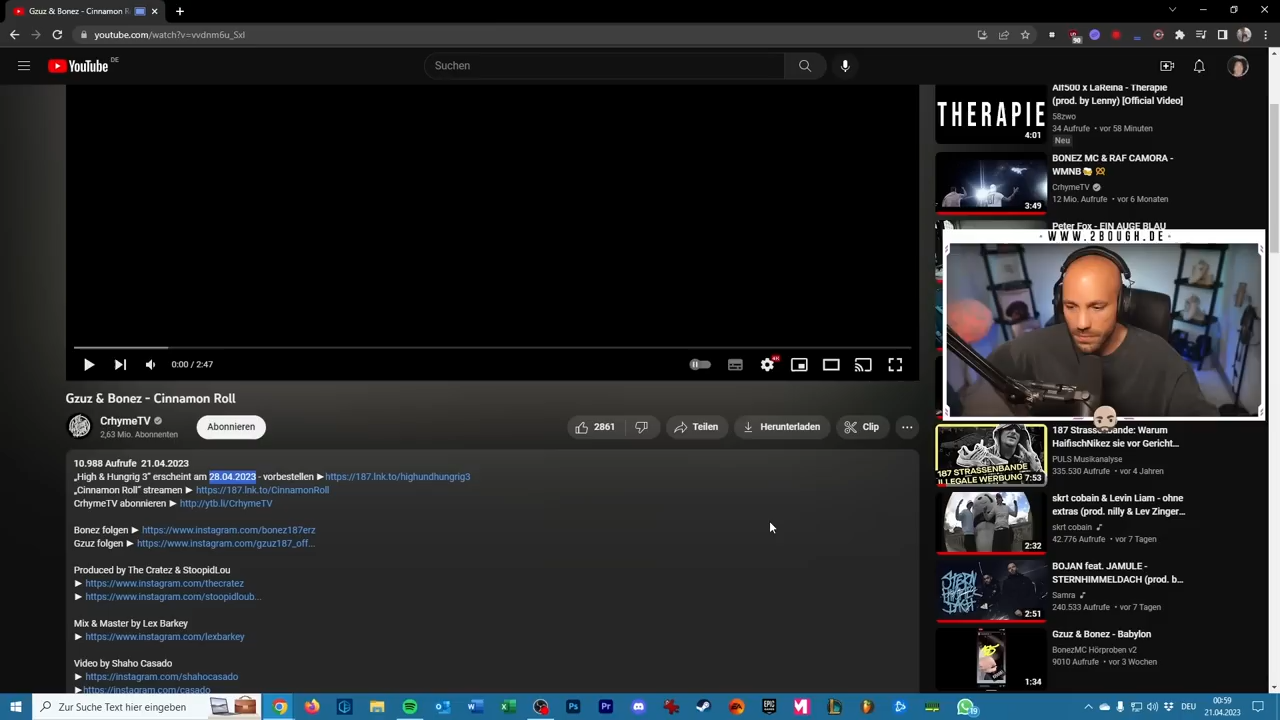 Gzuz & Bonez - Cinnamon R
youtube.com/watch?v=vvdnm6u_SxI
YouTube DE
Suchen
0:00 / 2:47
Gzuz & Bonez - Cinnamon Roll
CrhymeTV
2,63 Mio. Abonnenten
Abonnieren
2861
Teilen
Herunterladen
Clip
10.988 Aufrufe 21.04.2023
„High & Hungrig 3" erscheint am 28.04.2023 - vorbestellen ►https://187.lnk.to/highundhungrig3
„Cinnamon Roll" streamen ► https://187.lnk.to/CinnamonRoll
CrhymeTV abonnieren ► http://ytb.li/CrhymeTV
Bonez folgen ► https://www.instagram.com/bonez187erz
Gzuz folgen ► https://www.instagram.com/gzuz187_off...
Produced by The Cratez & StoopidLou
► https://www.instagram.com/thecratez
► https://www.instagram.com/stoopidloub...
Mix & Master by Lex Barkey
► https://www.instagram.com/lexbarkey
Video by Shaho Casado
► https://www.instagram.com/shahocasado
►https://instagram.com/casado
THERAPIE
4:01
Alf500 x LaReina - Therapie
(prod. by Lenny) [Official Video]
58zwo
34 Aufrufe • vor 58 Minuten
Neu
3:49
BONEZ MC & RAF CAMORA -
WMNB🍻🥨
CrhymeTV
12 Mio. Aufrufe • vor 6 Monaten
Peter Fox - EIN AUGE BLAU
WWW.2BOUGH.DE
187 STRASSENBANDE
ILLEGALE WERBUNG
7:53
187 Strassenbande: Warum
HaifischNikez sie vor Gericht...
PULS Musikanalyse
335.530 Aufrufe • vor 4 Jahren
2:32
skrt cobain & Levin Liam - ohne
extras (prod. nilly & Lev Zinger...
skrt cobain
42.776 Aufrufe • vor 7 Tagen
STERN
HIMMEL
DACH
2:51
BOJAN feat. JAMULE -
STERNHIMMELDACH (prod. b...
Samra
240.533 Aufrufe • vor 7 Tagen
1:34
Gzuz & Bonez - Babylon
BonezMC Hörproben v2
9010 Aufrufe • vor 3 Wochen
Zur Suche Text hier eingeben
DEU
00:59
21.04.2023